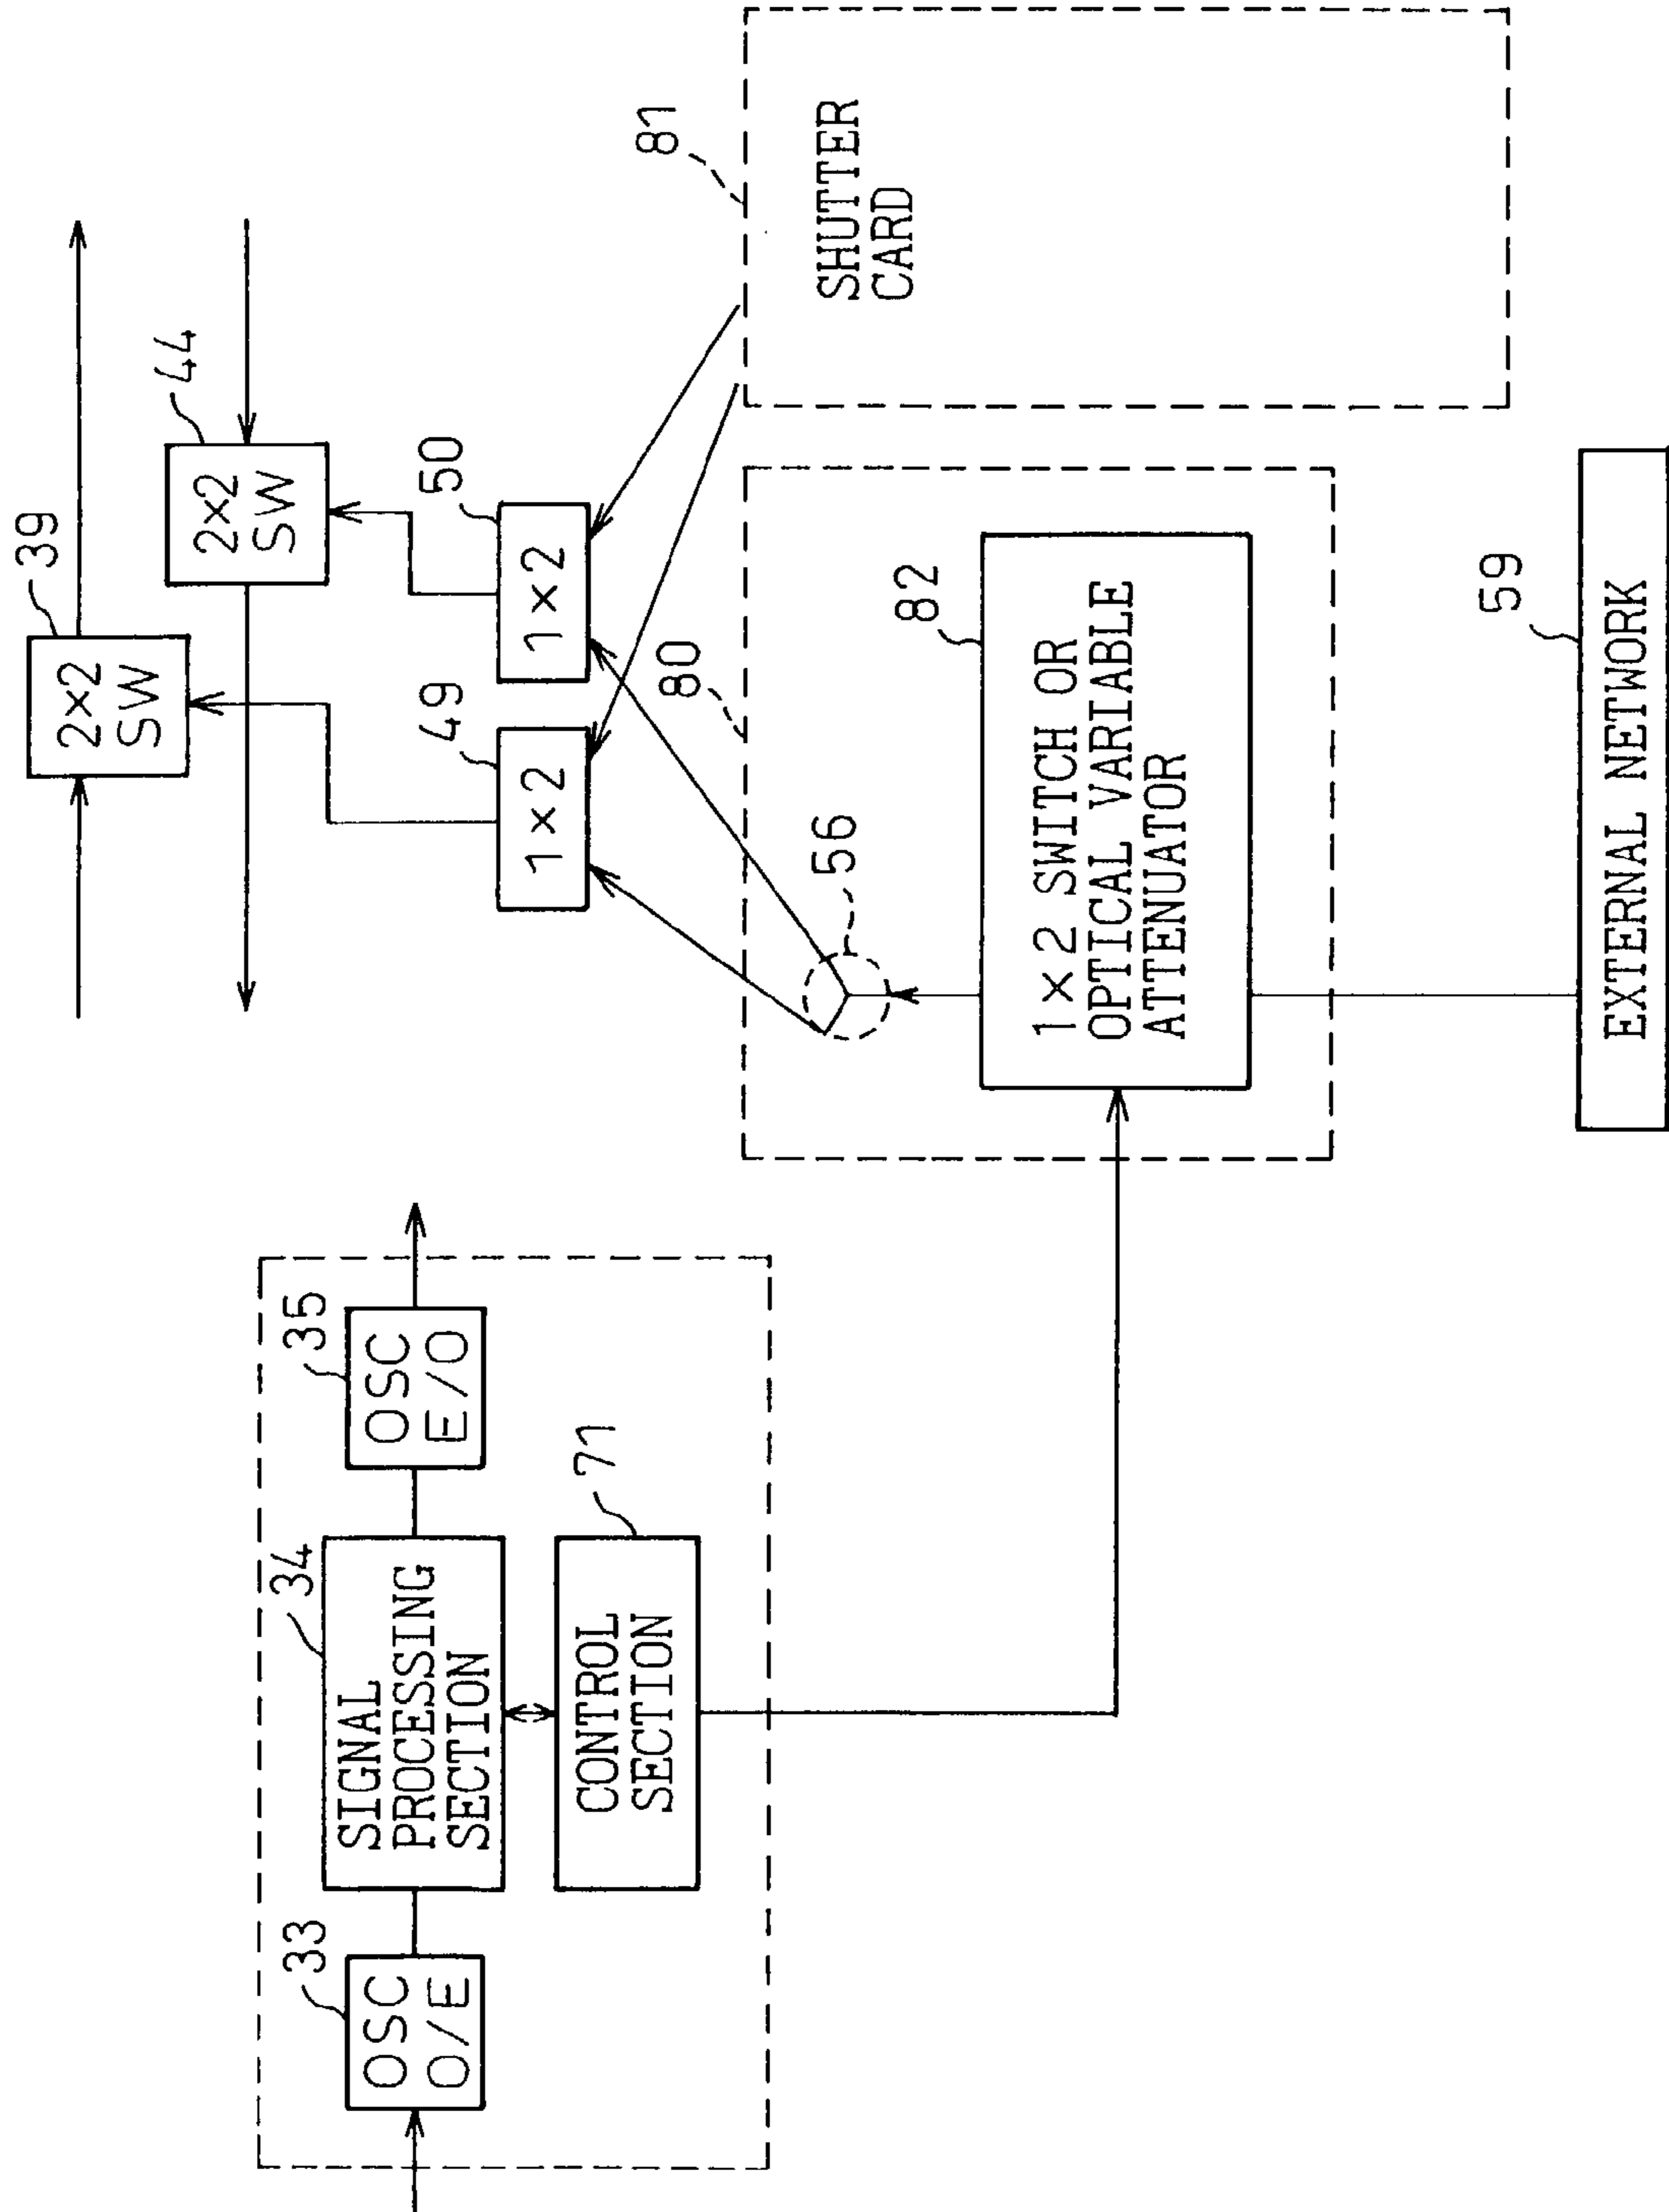 39
2×2
SW
44
2×2
SW
33
OSC
O/E
34
SIGNAL
PROCESSING
SECTION
35
OSC
E/O
71
CONTROL
SECTION
49
1×2
50
1×2
80
81
SHUTTER
CARD
56
82
1×2 SWITCH OR
OPTICAL VARIABLE
ATTENUATOR
59
EXTERNAL NETWORK